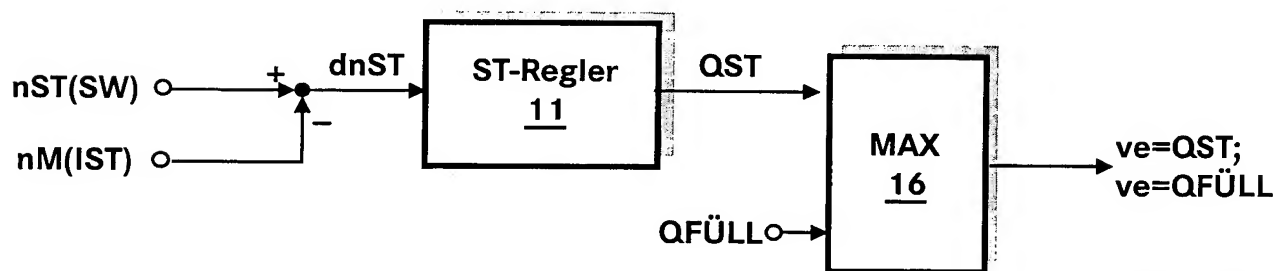 nST(SW)
+
dnST
nM(IST)
−
ST-Regler
11
QST
MAX
16
QFÜLL
ve=QST;
ve=QFÜLL